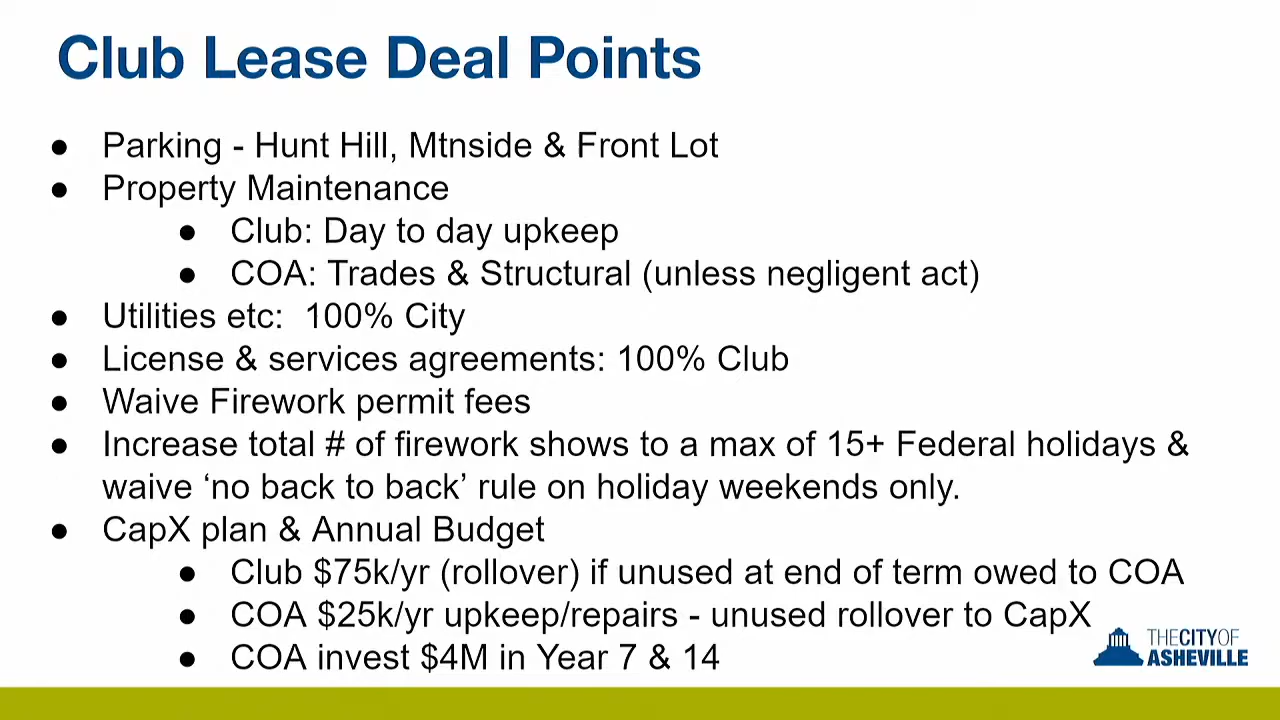 Club Lease Deal Points
● Parking - Hunt Hill, Mtnside & Front Lot
● Property Maintenance
● Club: Day to day upkeep
● COA: Trades & Structural (unless negligent act)
● Utilities etc:  100% City
● License & services agreements: 100% Club
● Waive Firework permit fees
● Increase total # of firework shows to a max of 15+ Federal holidays &
waive ‘no back to back’ rule on holiday weekends only.
● CapX plan & Annual Budget
● Club $75k/yr (rollover) if unused at end of term owed to COA
● COA $25k/yr upkeep/repairs - unused rollover to CapX
● COA invest $4M in Year 7 & 14
THE CITY OF
ASHEVILLE